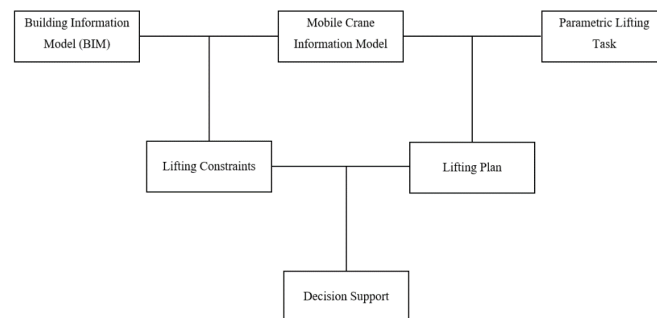 Building Information
Model (BIM)
Mobile Crane
Information Model
Parametric Lifting
Task
Lifting Constraints
Lifting Plan
Decision Support